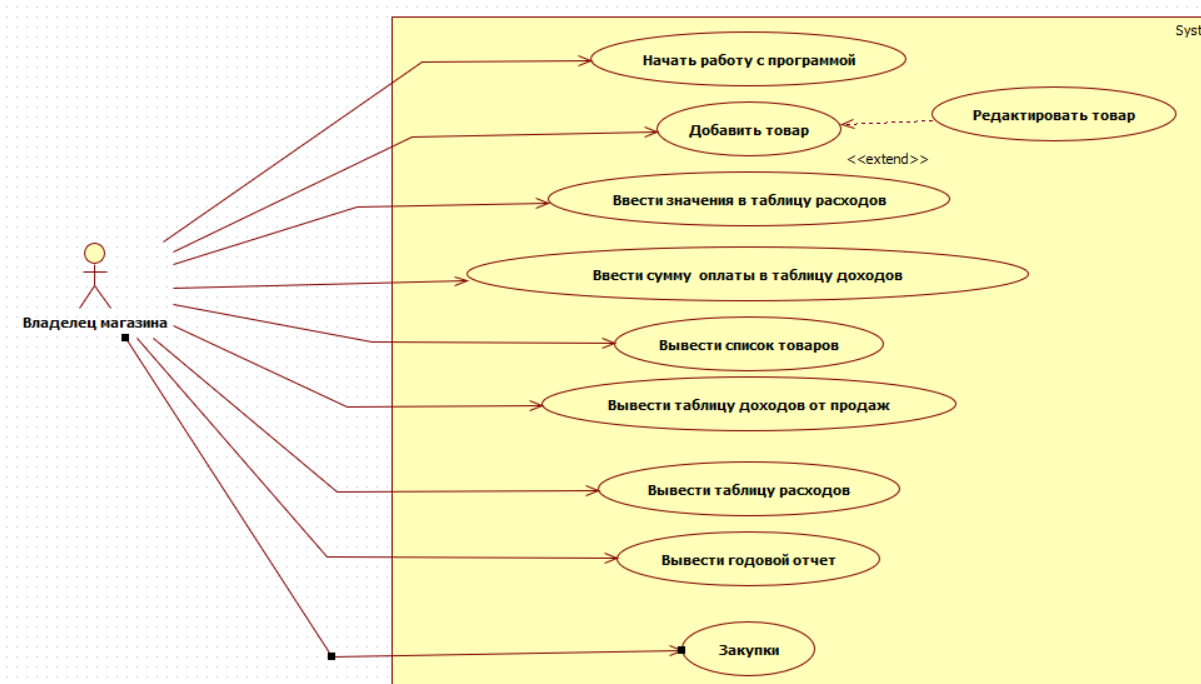 Syst
Начать работу с программой
Добавить товар
Редактировать товар
<<extend>>
Ввести значения в таблицу расходов
Ввести сумму оплаты в таблицу доходов
Владелец магазина
Вывести список товаров
Вывести таблицу доходов от продаж
Вывести таблицу расходов
Вывести годовой отчет
Закупки